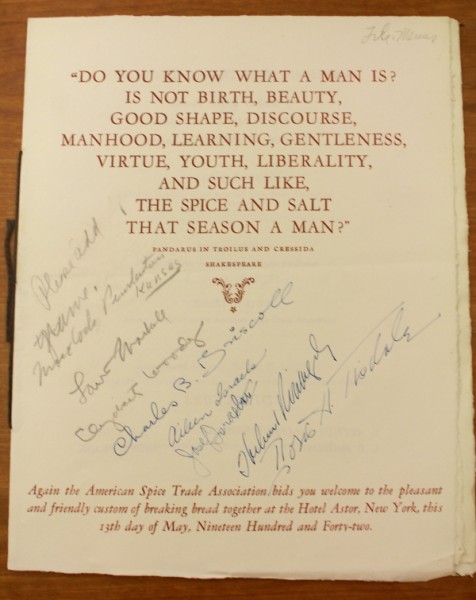 "DO YOU KNOW WHAT A MAN IS?
IS NOT BIRTH, BEAUTY,
GOOD SHAPE, DISCOURSE,
MANHOOD, LEARNING, GENTLENESS,
VIRTUE, YOUTH, LIBERALITY,
AND SUCH LIKE,
THE SPICE AND SALT
THAT SEASON A MAN?"
PANDARUS IN TROILUS AND CRESSIDA
SHAKESPEARE
Please add
Kansas
Charles B. Driscoll
Again the American Spice Trade Association bids you welcome to the pleasant
and friendly custom of breaking bread together at the Hotel Astor, New York, this
13th day of May, Nineteen Hundred and Forty-two.